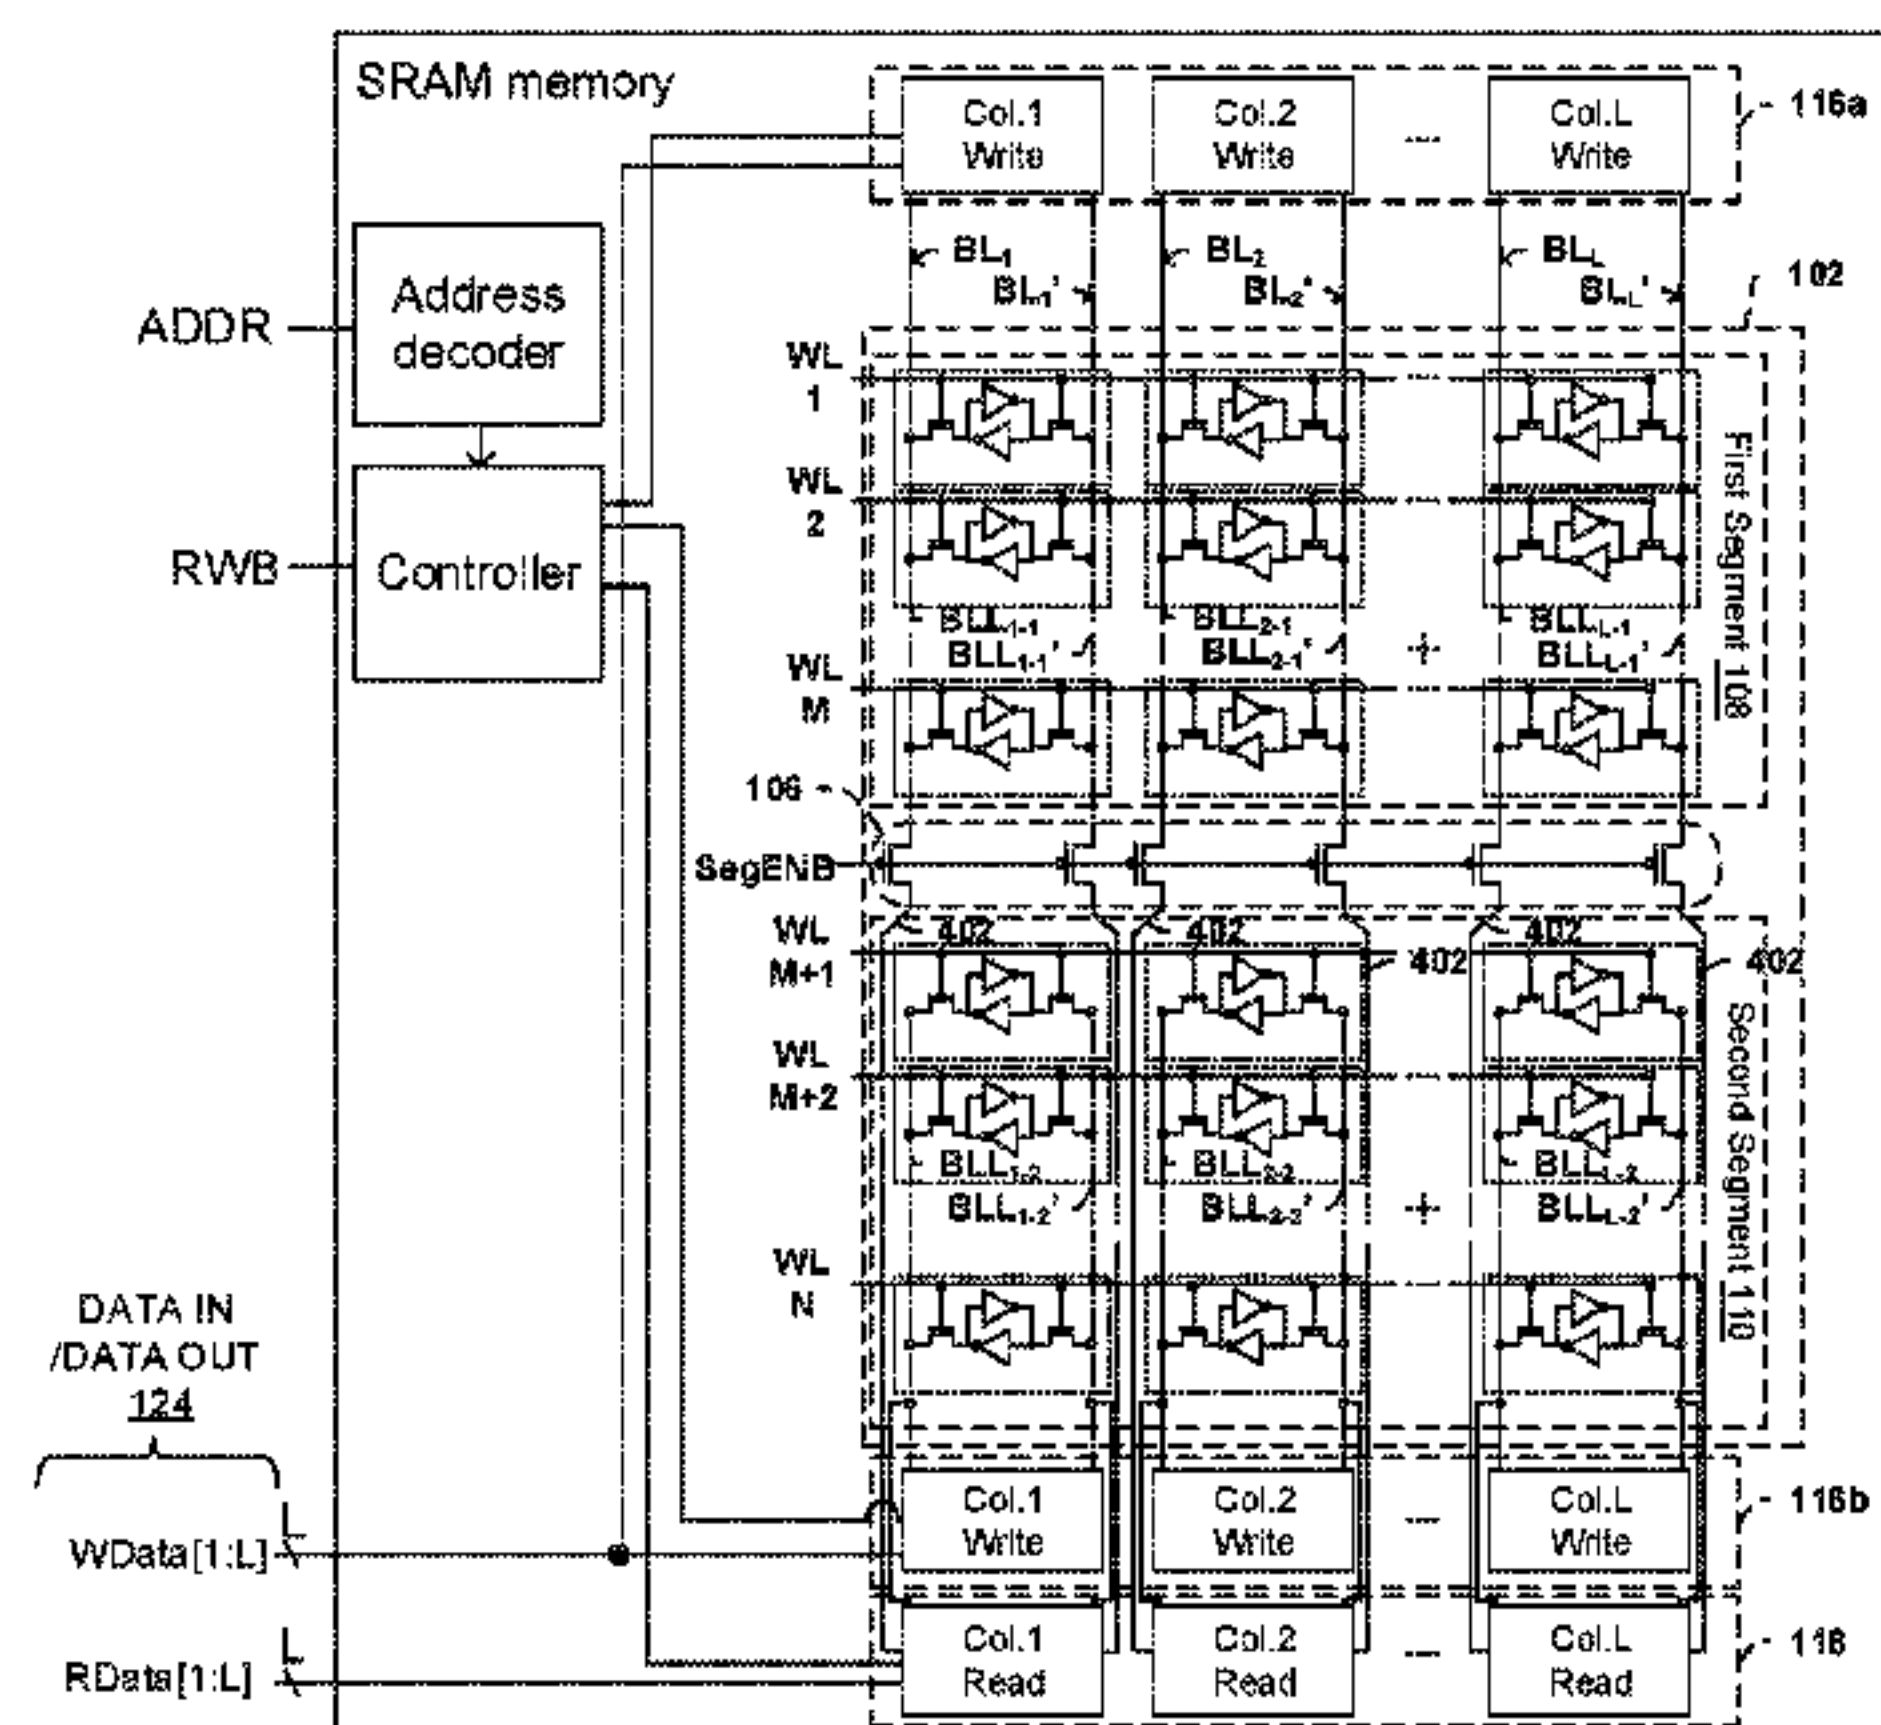 SRAM memory
Col.1
Write
Col.2
Write
...
Col.L
Write
116a
BL1
BL1'
BL2
BL2'
BLL
BLL'
102
Address
decoder
ADDR
Controller
RWB
WL
1
WL
2
BLL1-1
BLL1-1'
BLL2-1
BLL2-1'
BLLL-1
BLLL-1'
WL
M
First Segment 108
106
SegENB
402
402
402
402
402
WL
M+1
WL
M+2
BLL1-2
BLL1-2'
BLL2-2
BLL2-2'
BLLL-2
BLLL-2'
WL
N
Second Segment 110
DATA IN
/DATA OUT
124
L
WData[1:L]
L
RData[1:L]
Col.1
Write
Col.2
Write
...
Col.L
Write
116b
Col.1
Read
Col.2
Read
...
Col.L
Read
118